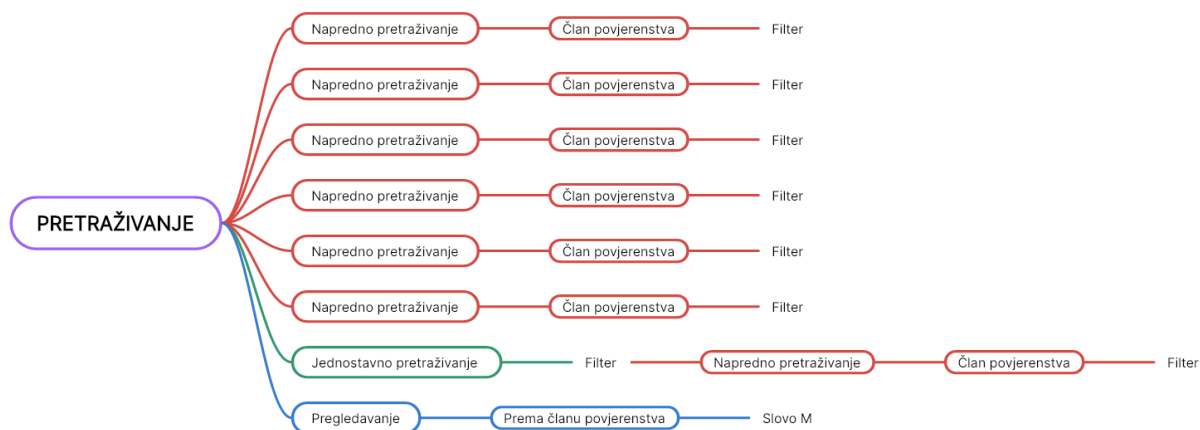 Napredno pretraživanje Član povjerenstva Filter
Napredno pretraživanje Član povjerenstva Filter
Napredno pretraživanje Član povjerenstva Filter
Napredno pretraživanje Član povjerenstva Filter
PRETRAŽIVANJE
Napredno pretraživanje Član povjerenstva Filter
Napredno pretraživanje Član povjerenstva Filter
Jednostavno pretraživanje Filter Napredno pretraživanje Član povjerenstva Filter
Pregledavanje Prema članu povjerenstva Slovo M